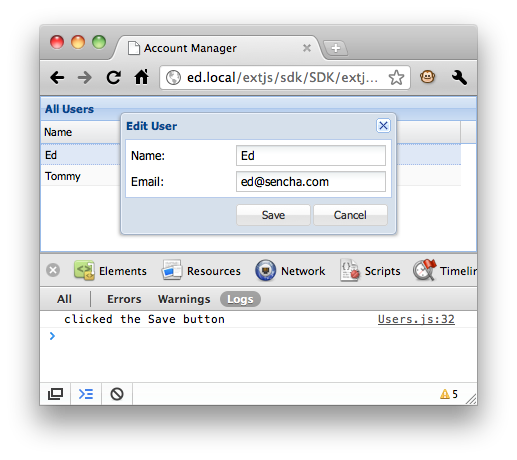 Account Manager
ed.local/extjs/sdk/SDK/extj...
All Users
Edit User
Name
Name: Ed
Ed
Email: ed@sencha.com
Tommy
Save Cancel
Elements Resources Network Scripts Timelin
All Errors Warnings Logs
clicked the Save button Users.js:32
5